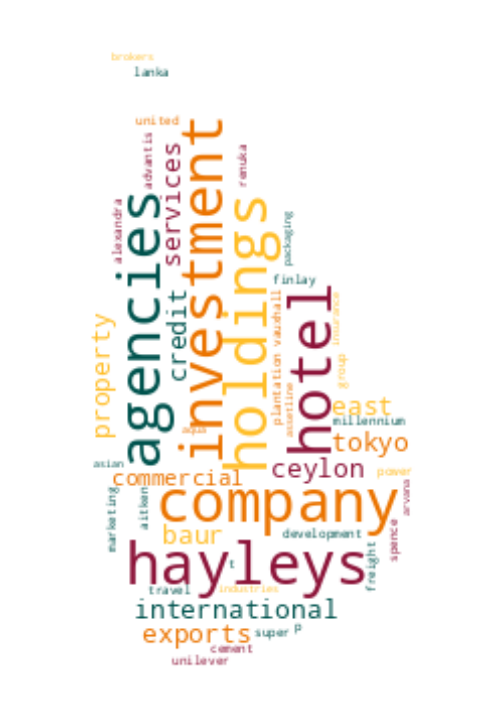 brokers
lanka
united
advantis
services
investment
renuka
alexandra
agencies
holdings
packaging
finlay
credit
hotel
property
plantation
vauxhall
insurance
group
assetline
east
millennium
aqua
tokyo
asian
ceylon
commercial
power
company
arvana
marketing
aitken
spence
baur
development
hayleys
freight
t
travel
industries
international
exports
super
p
cement
unilever